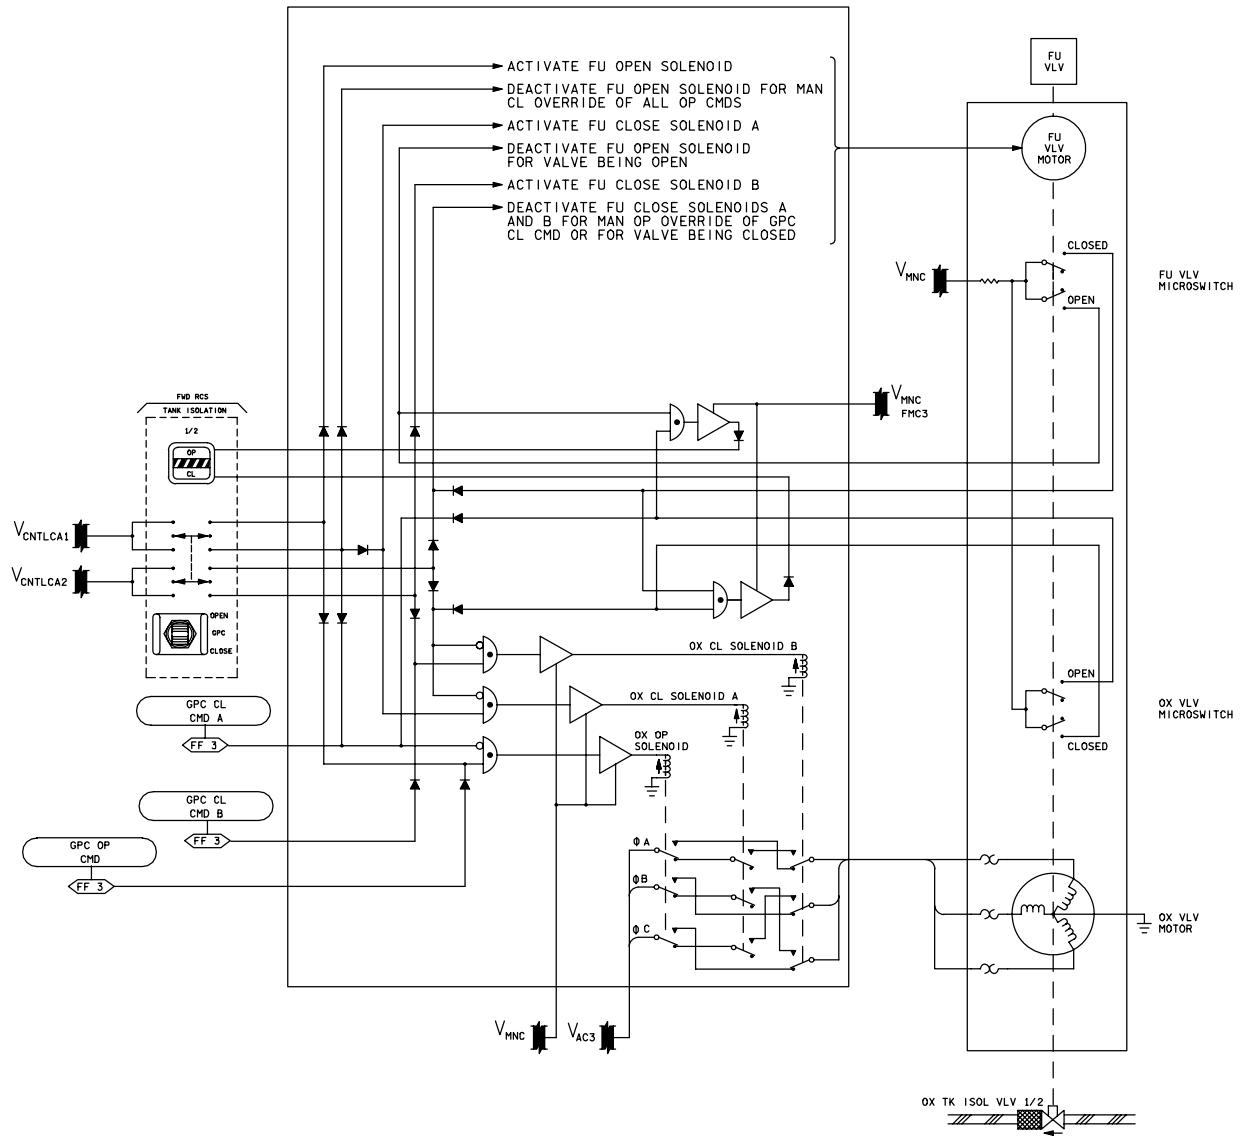 ACTIVATE FU OPEN SOLENOID
DEACTIVATE FU OPEN SOLENOID FOR MAN
CL OVERRIDE OF ALL OP CMDS
ACTIVATE FU CLOSE SOLENOID A
DEACTIVATE FU OPEN SOLENOID
FOR VALVE BEING OPEN
ACTIVATE FU CLOSE SOLENOID B
DEACTIVATE FU CLOSE SOLENOIDS A
AND B FOR MAN OP OVERRIDE OF GPC
CL CMD OR FOR VALVE BEING CLOSED
FU
VLV
FU
VLV
MOTOR
CLOSED
VMNC
OPEN
FU VLV
MICROSWITCH
VMNC
FMC3
FWD RCS
TANK ISOLATION
1/2
OP
CL
VCNTLCA1
VCNTLCA2
OPEN
GPC
CLOSE
OX CL SOLENOID B
OX CL SOLENOID A
OX OP
SOLENOID
OPEN
OX VLV
MICROSWITCH
CLOSED
GPC CL
CMD A
FF 3
GPC CL
CMD B
FF 3
GPC OP
CMD
FF 3
ΦA
ΦB
ΦC
OX VLV
MOTOR
VMNC
VAC3
OX TK ISOL VLV 1/2